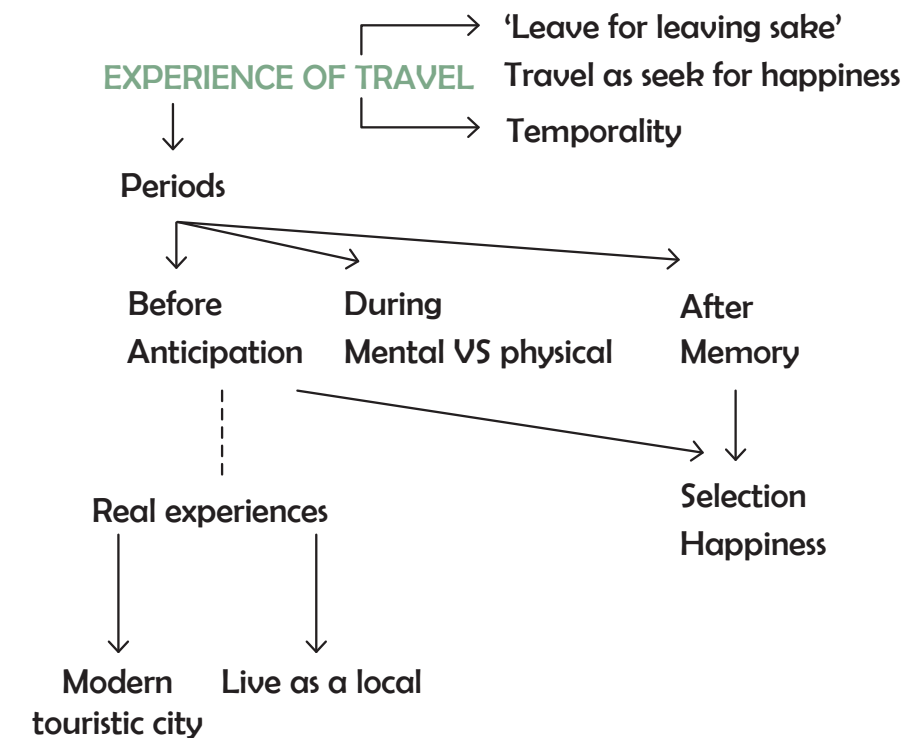 ‘Leave for leaving sake’
EXPERIENCE OF TRAVEL
Travel as seek for happiness
Temporality
Periods
Before
Anticipation
During
Mental VS physical
After
Memory
Real experiences
Selection
Happiness
Modern
touristic city
Live as a local